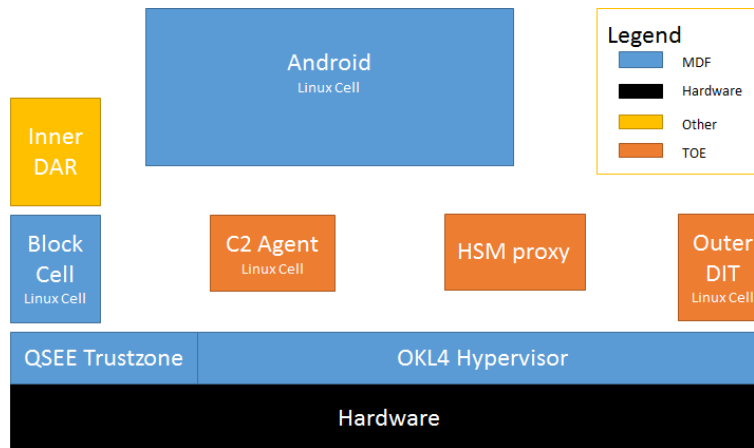 Android
Linux Cell
Legend
MDF
Hardware
Other
TOE
Inner
DAR
Block
Cell
Linux Cell
C2 Agent
Linux Cell
HSM proxy
Outer
DIT
Linux Cell
QSEE Trustzone
OKL4 Hypervisor
Hardware